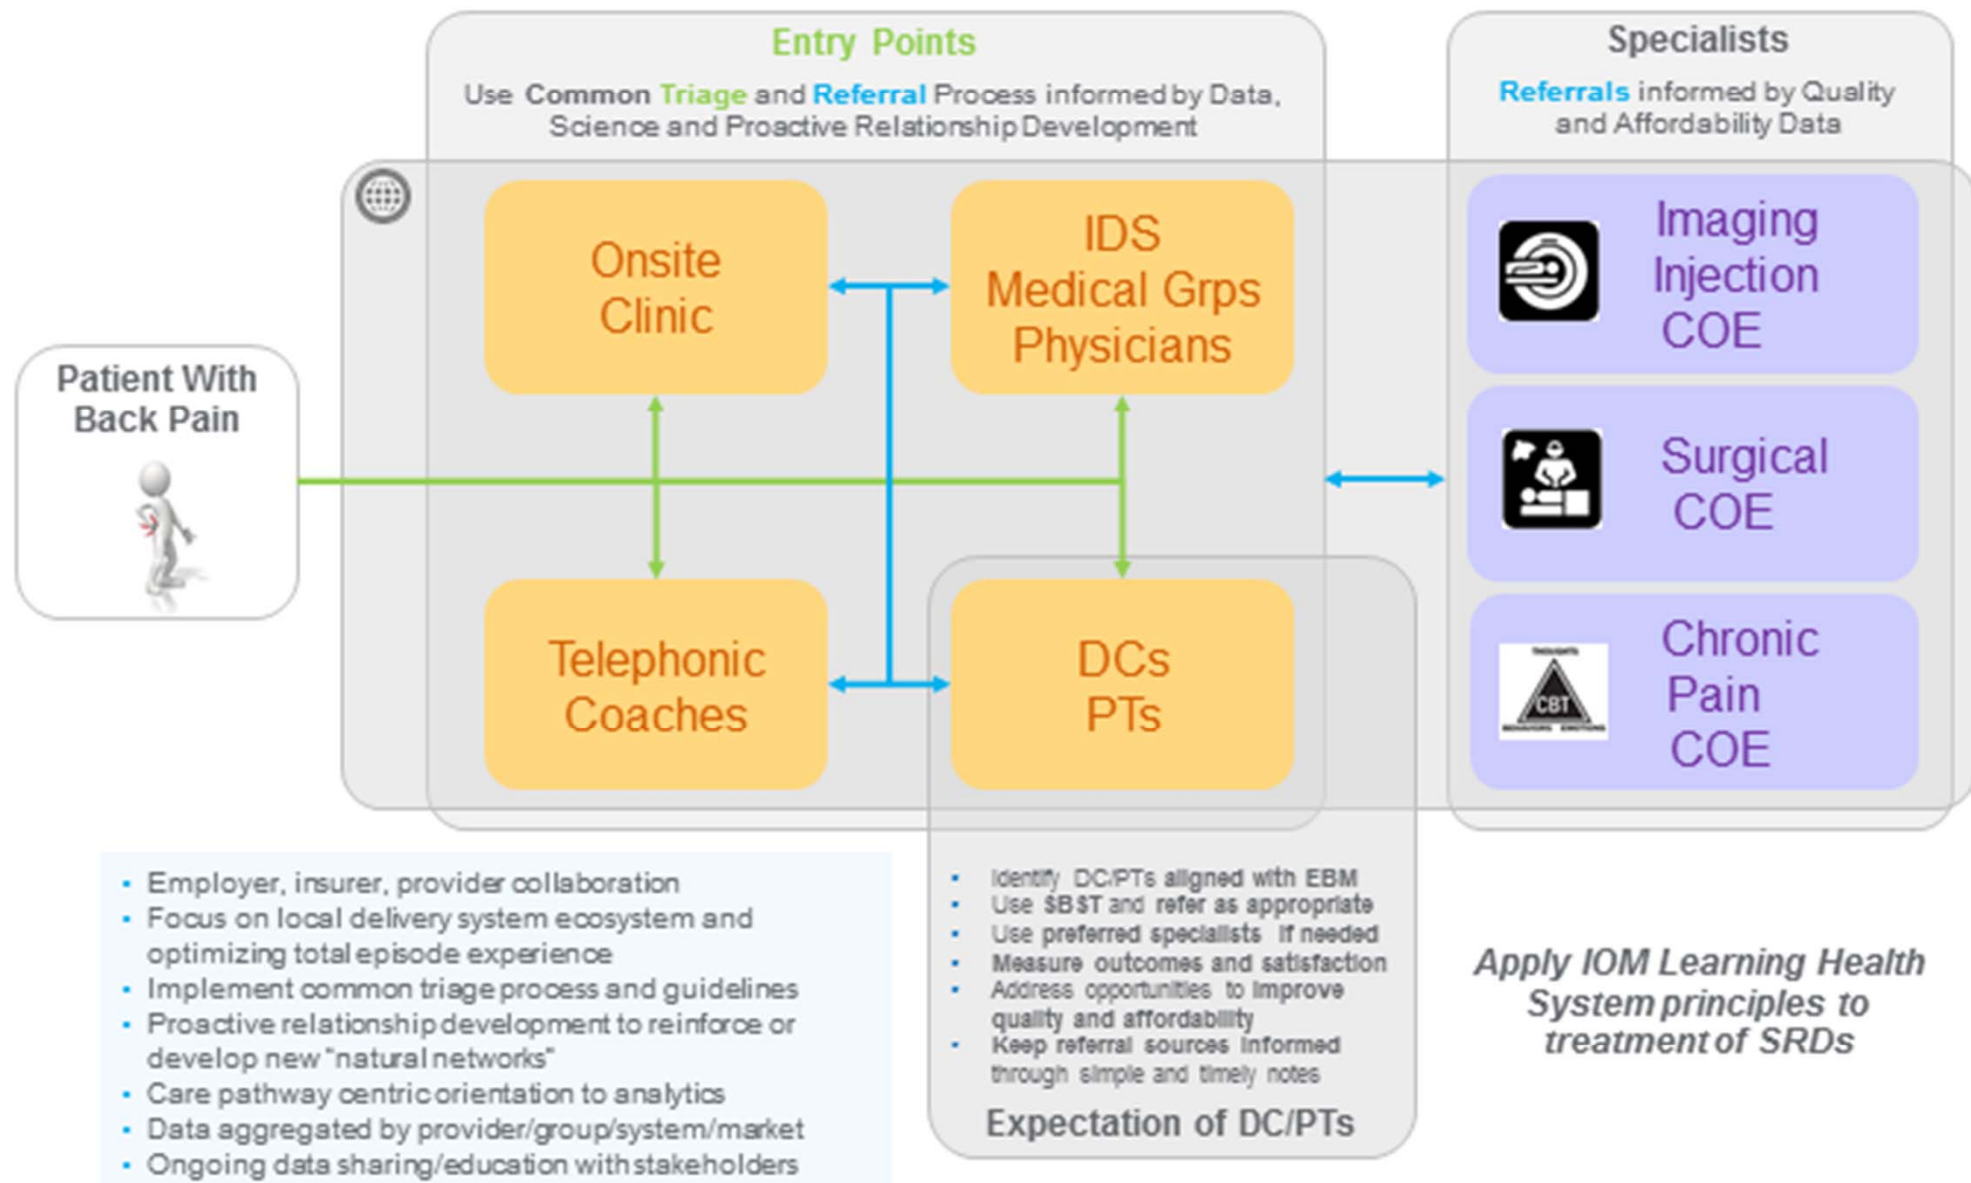 Entry Points
Use Common Triage and Referral Process informed by Data,
Science and Proactive Relationship Development
Specialists
Referrals informed by Quality
and Affordability Data
Patient With
Back Pain
Onsite
Clinic
IDS
Medical Grps
Physicians
Telephonic
Coaches
DCs
PTs
Imaging
Injection
COE
Surgical
COE
THOUGHTS
CBT
BEHAVIORS EMOTIONS
Chronic
Pain
COE
▪ Employer, insurer, provider collaboration
▪ Focus on local delivery system ecosystem and
optimizing total episode experience
▪ Implement common triage process and guidelines
▪ Proactive relationship development to reinforce or
develop new "natural networks"
▪ Care pathway centric orientation to analytics
▪ Data aggregated by provider/group/system/market
▪ Ongoing data sharing/education with stakeholders
▪ Identify DC/PTs aligned with EBM
▪ Use SBST and refer as appropriate
▪ Use preferred specialists if needed
▪ Measure outcomes and satisfaction
▪ Address opportunities to improve
quality and affordability
▪ Keep referral sources informed
through simple and timely notes
Expectation of DC/PTs
Apply IOM Learning Health
System principles to
treatment of SRDs